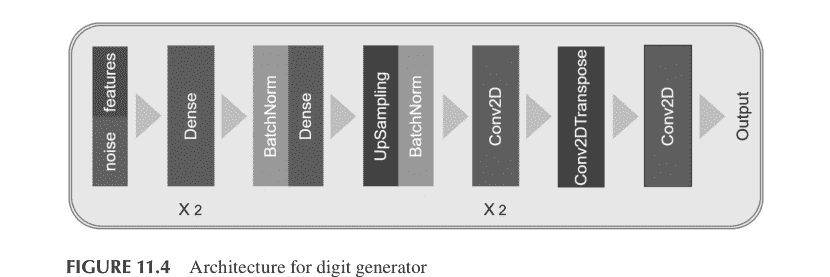 noise features
Dense
BatchNorm
Dense
UpSampling
BatchNorm
Conv2D
Conv2DTranspose
Conv2D
Output
X 2
X 2
FIGURE 11.4 Architecture for digit generator